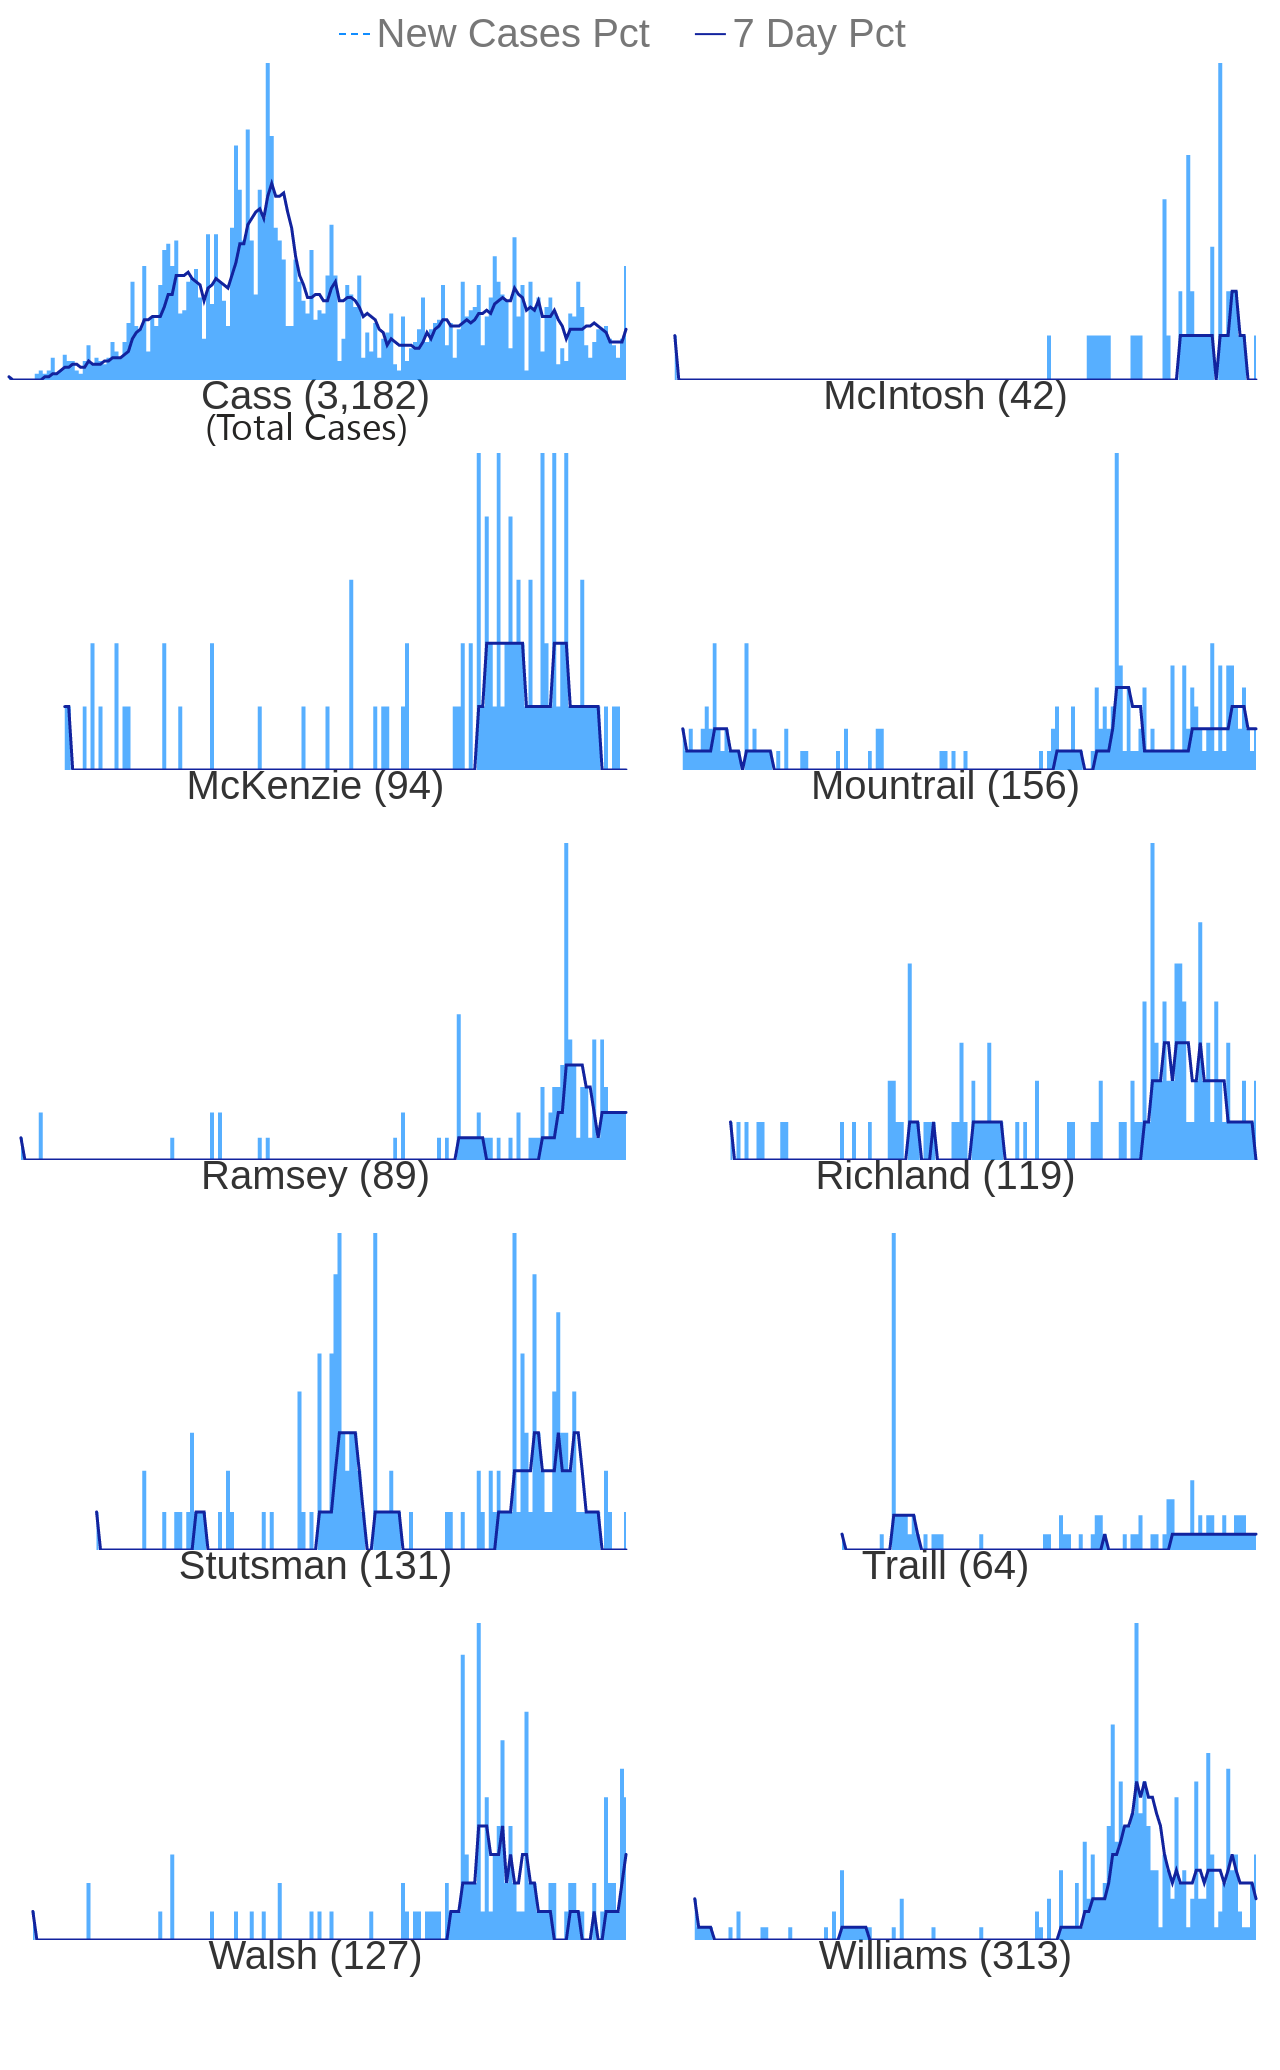 New Cases Pct 7 Day Pct
Cass (3,182) McIntosh (42)
(Total Cases)
McKenzie (94) Mountrail (156)
Ramsey (89) Richland (119)
Stutsman (131) Traill (64)
Walsh (127) Williams (313)